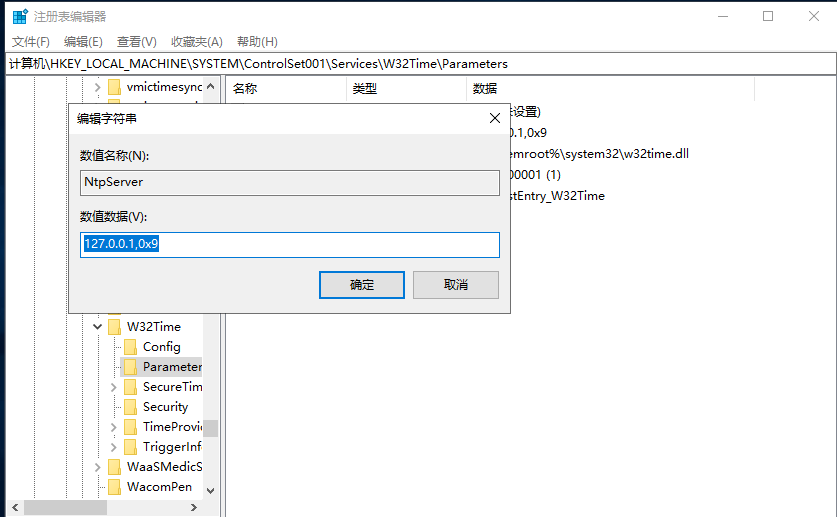 注册表编辑器
文件(F) 编辑(E) 查看(V) 收藏夹(A) 帮助(H)
计算机\HKEY_LOCAL_MACHINE\SYSTEM\ControlSet001\Services\W32Time\Parameters
vmictimesync
名称 类型 数据
设置)
0.1,0x9
emroot%\system32\w32time.dll
00001 (1)
stEntry_W32Time
编辑字符串
数值名称(N):
NtpServer
数值数据(V):
127.0.0.1,0x9
确定 取消
W32Time
Config
Parameter
SecureTim
Security
TimeProvi
TriggerInf
WaaSMedicS
WacomPen